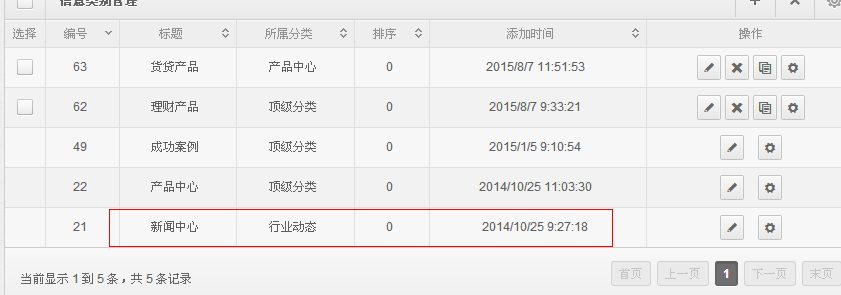 信息类别管理
选择 编号 标题 所属分类 排序 添加时间 操作
63 货贷产品 产品中心 0 2015/8/7 11:51:53
62 理财产品 顶级分类 0 2015/8/7 9:33:21
49 成功案例 顶级分类 0 2015/1/5 9:10:54
22 产品中心 顶级分类 0 2014/10/25 11:03:30
21 新闻中心 行业动态 0 2014/10/25 9:27:18
当前显示 1 到 5 条，共 5 条记录 首页 上一页 1 下一页 末页